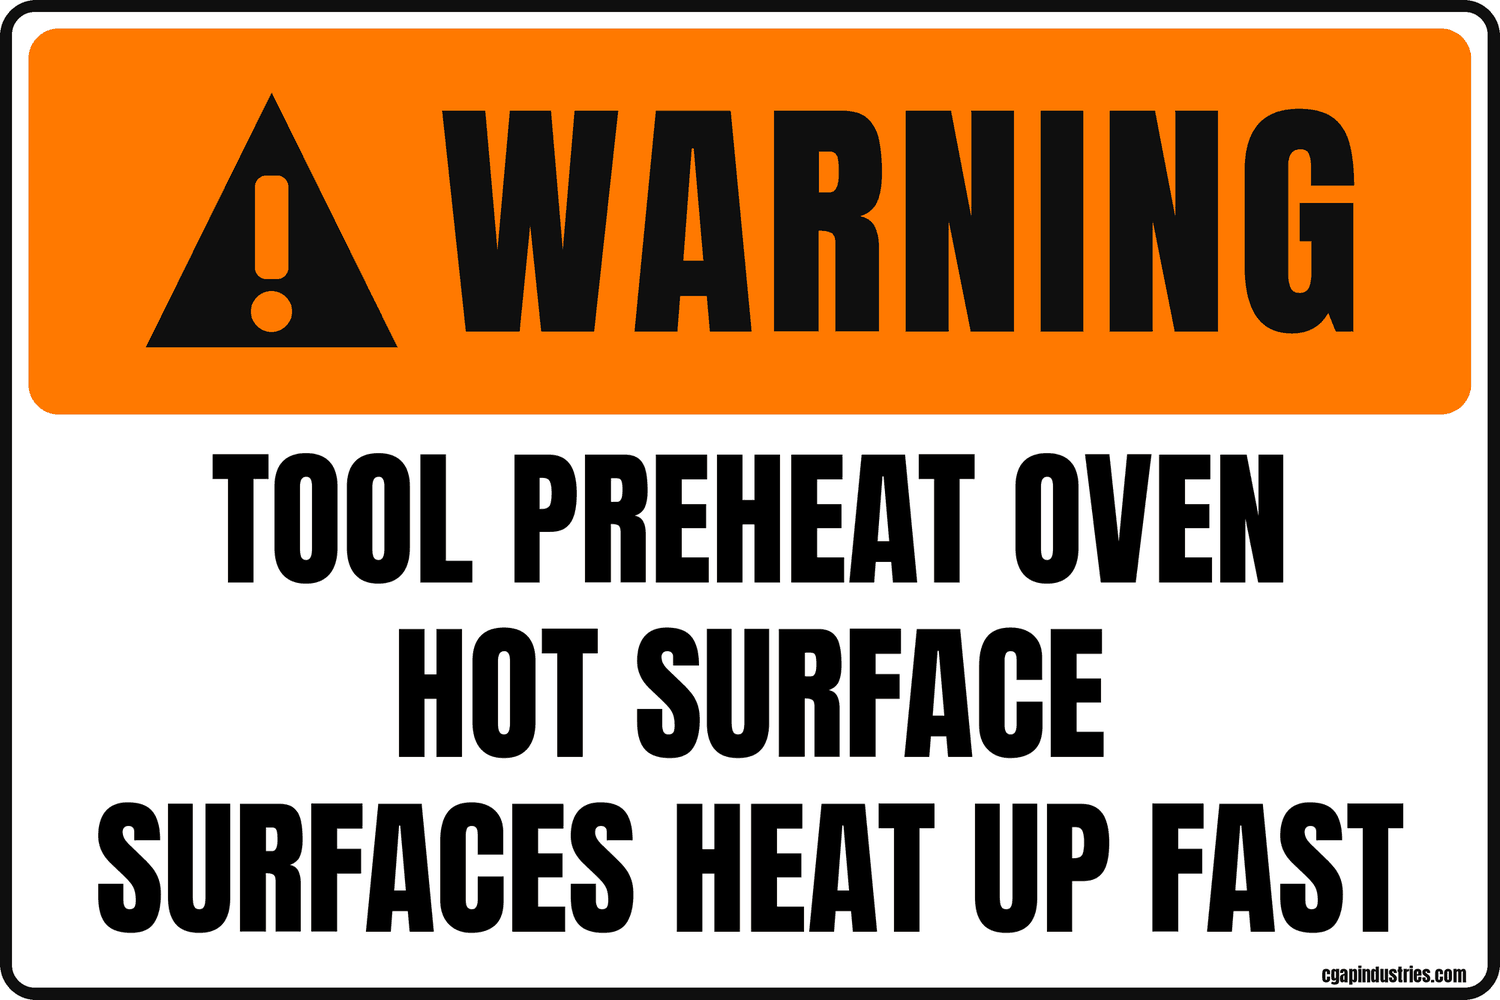 WARNING
TOOL PREHEAT OVEN
HOT SURFACE
SURFACES HEAT UP FAST
cgapindustries.com